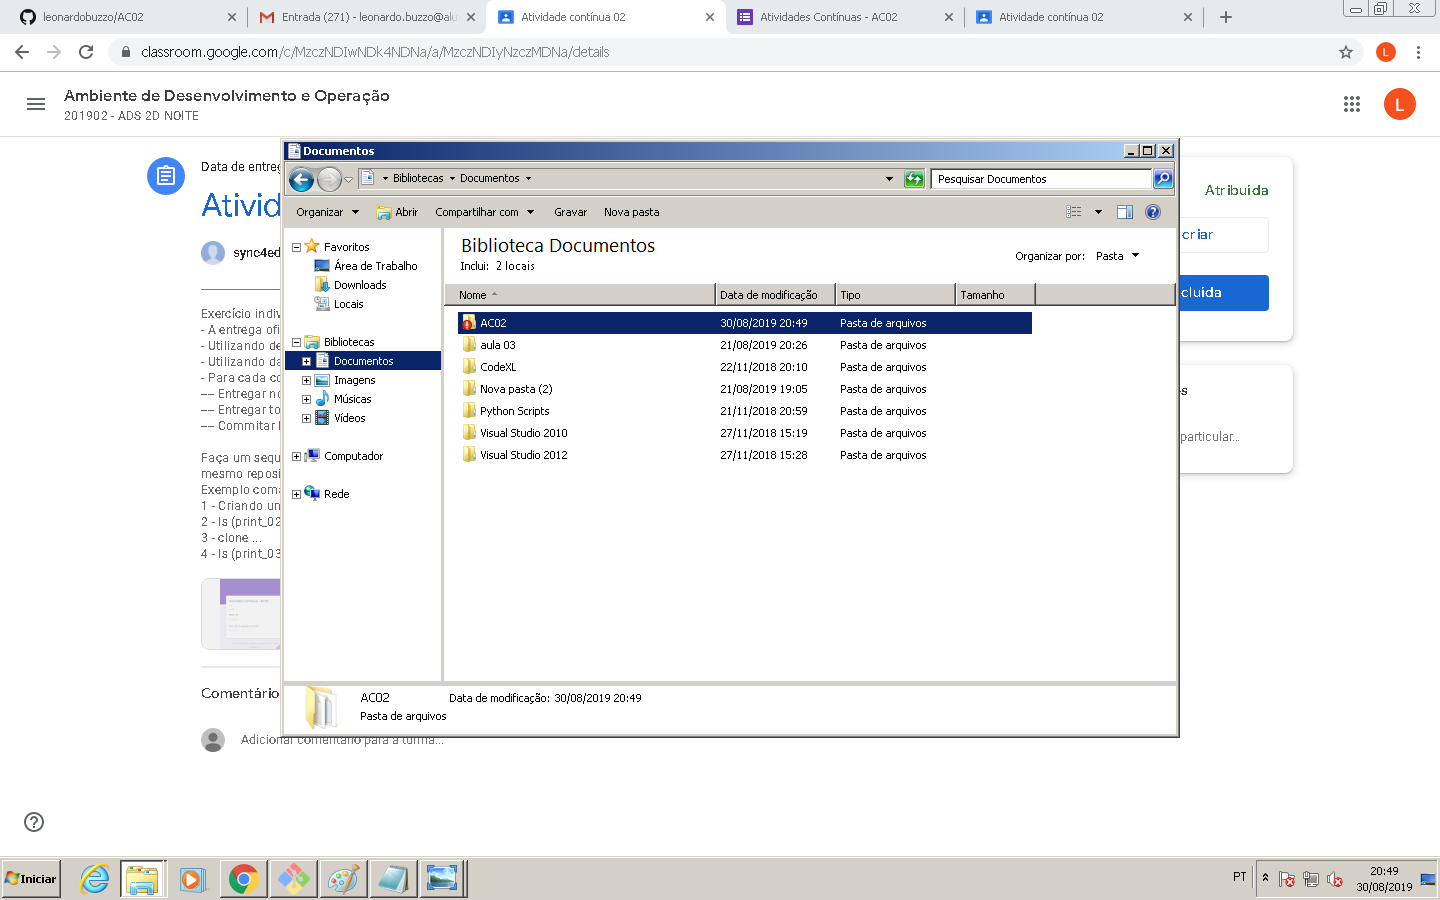 leonardobuzzo/AC02
Entrada (271) - leonardo.buzzo@alu
Atividade contínua 02
Atividades Contínuas - AC02
Atividade contínua 02
classroom.google.com/c/MzczNDIwNDk4NDNa/a/MzczNDIyNzczMDNa/details
L
Ambiente de Desenvolvimento e Operação
201902 - ADS 2D NOITE
L
Data de entreg
Ativid
sync4ed
Exercício indiv
- A entrega ofi
- Utilizando de
- Utilizando da
- Para cada co
-- Entregar no
-- Entregar to
-- Commitar
Faça um sequ
mesmo reposi
Exemplo com
1 - Criando un
2 - ls (print_02
3 - clone ...
4 - ls (print_03
Comentário
Adicionar comentário para a turma...
Atribuída
criar
cluída
s
particular...
Documentos
Bibliotecas
Documentos
Pesquisar Documentos
Organizar
Abrir
Compartilhar com
Gravar
Nova pasta
Favoritos
Área de Trabalho
Downloads
Locais
Bibliotecas
Documentos
Imagens
Músicas
Vídeos
Computador
Rede
Biblioteca Documentos
Inclui: 2 locais
Organizar por: Pasta
Nome Data de modificação Tipo Tamanho
AC02 30/08/2019 20:49 Pasta de arquivos
aula 03 21/08/2019 20:26 Pasta de arquivos
CodeXL 22/11/2018 20:10 Pasta de arquivos
Nova pasta (2) 21/08/2019 19:05 Pasta de arquivos
Python Scripts 21/11/2018 20:59 Pasta de arquivos
Visual Studio 2010 27/11/2018 15:19 Pasta de arquivos
Visual Studio 2012 27/11/2018 15:28 Pasta de arquivos
AC02 Data de modificação: 30/08/2019 20:49
Pasta de arquivos
Iniciar
PT
20:49
30/08/2019